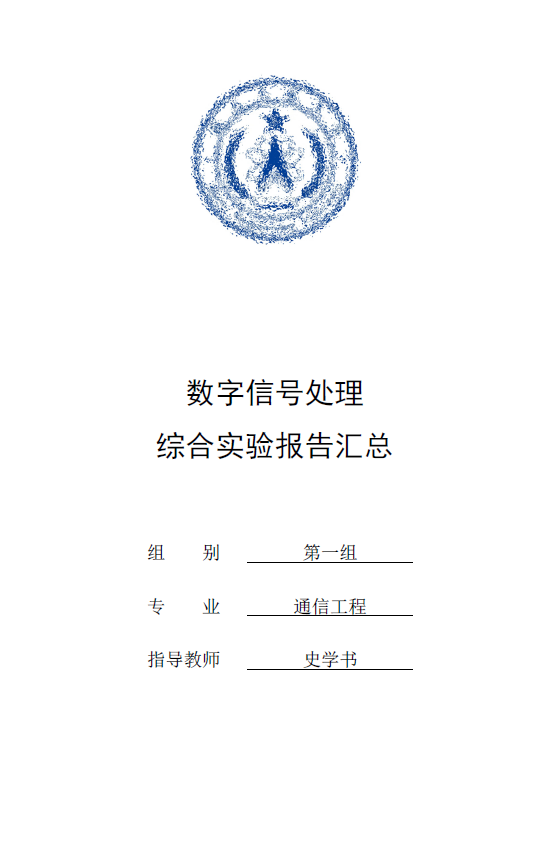 数字信号处理
综合实验报告汇总
组 别 第一组
专 业 通信工程
指导教师 史学书